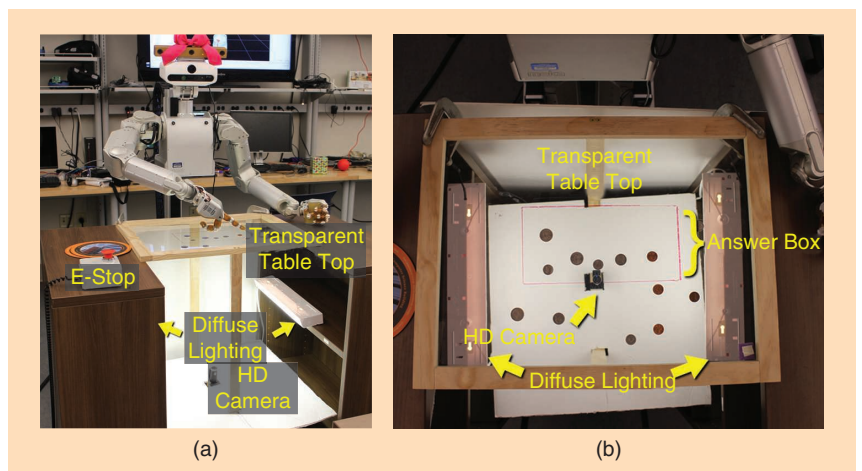 Transparent
Table Top
E-Stop
Diffuse
Lighting
HD
Camera
(a)
Transparent
Table Top
Answer Box
HD Camera
Diffuse Lighting
(b)